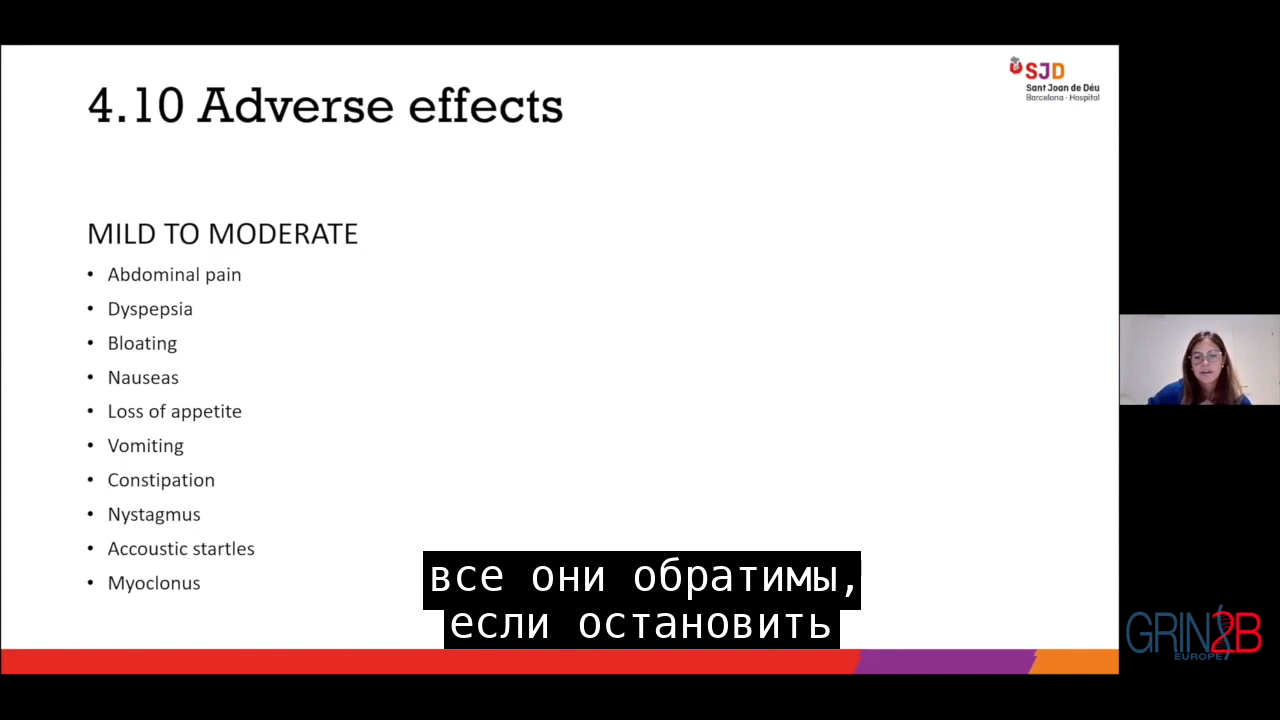 4.10 Adverse effects
SJD
Sant Joan de Déu
Barcelona · Hospital
MILD TO MODERATE
• Abdominal pain
• Dyspepsia
• Bloating
• Nauseas
• Loss of appetite
• Vomiting
• Constipation
• Nystagmus
• Accoustic startles
• Myoclonus
все они обратимы,
если остановить
GRIN2B
EUROPE